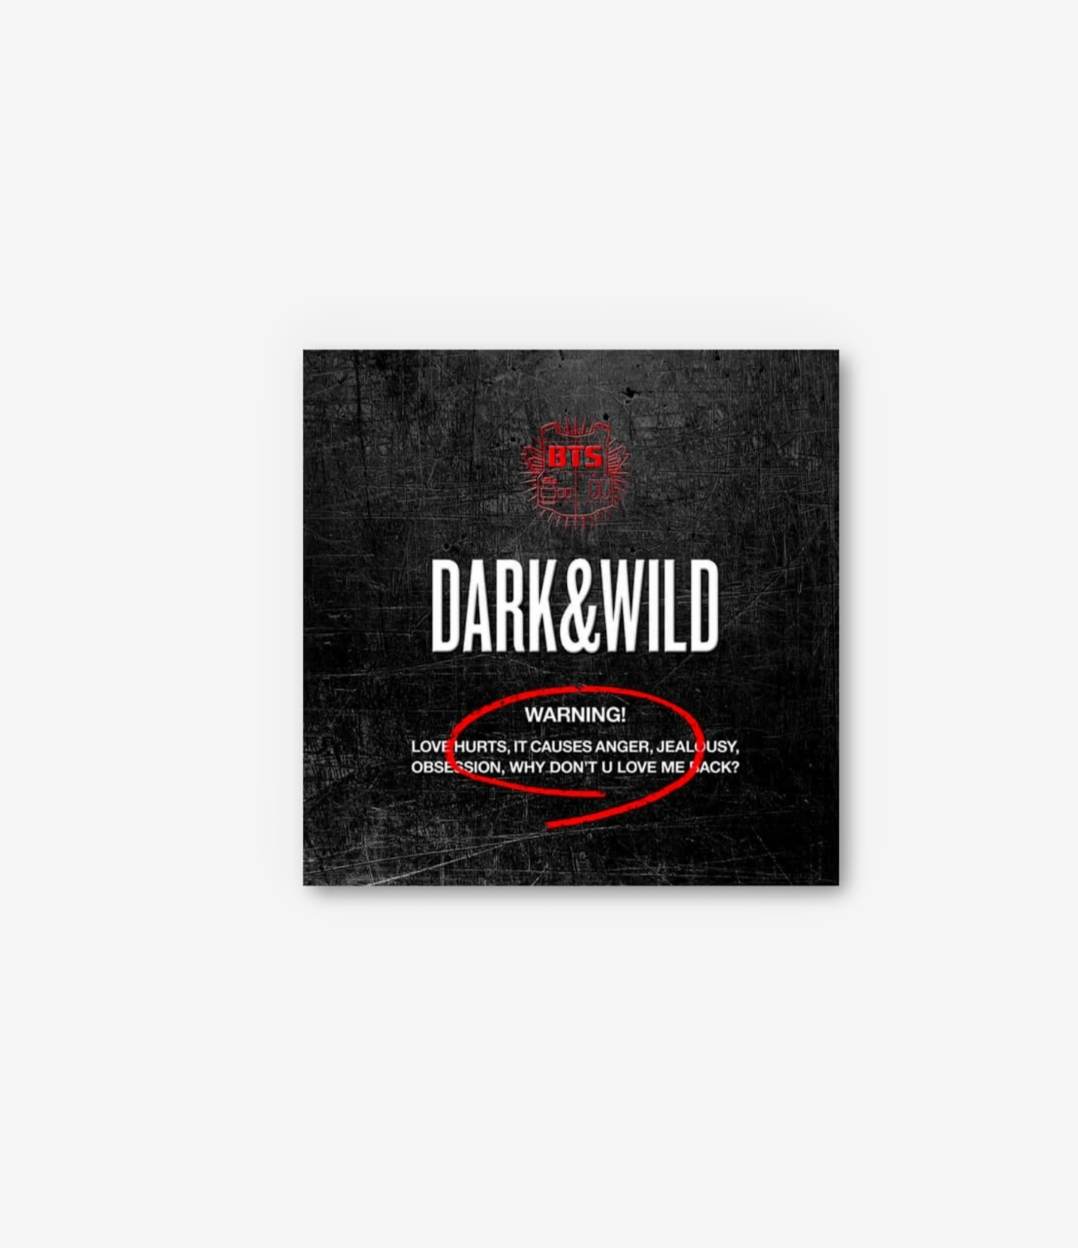 BTS
DARK&WILD
WARNING!
LOVE HURTS, IT CAUSES ANGER, JEALOUSY,
OBSESSION, WHY DON'T U LOVE ME BACK?